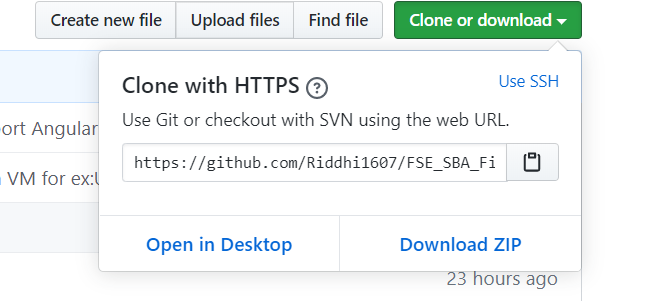 Create new file
Upload files
Find file
Clone or download
Clone with HTTPS ?
Use SSH
Use Git or checkout with SVN using the web URL.
https://github.com/Riddhi1607/FSE_SBA_Fi
Open in Desktop
Download ZIP
ort Angular
VM for ex:
23 hours ago